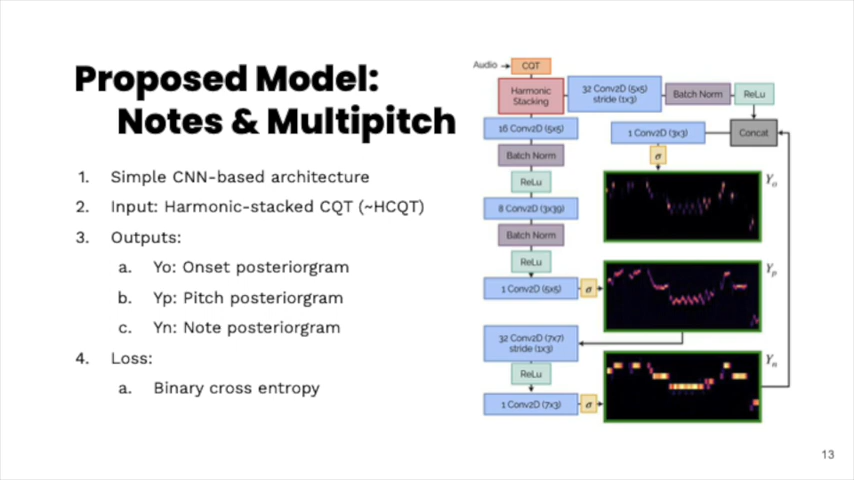 Proposed Model:
Notes & Multipitch
1. Simple CNN-based architecture
2. Input: Harmonic-stacked CQT (~HCQT)
3. Outputs:
a. Yo: Onset posteriorgram
b. Yp: Pitch posteriorgram
c. Yn: Note posteriorgram
4. Loss:
a. Binary cross entropy
Audio
CQT
Harmonic
Stacking
32 Conv2D (5x5)
stride (1x3)
Batch Norm
ReLu
16 Conv2D (5x5)
1 Conv2D (3x3)
Concat
Batch Norm
σ
ReLu
Yo
8 Conv2D (3x39)
Batch Norm
ReLu
Yp
1 Conv2D (5x5)
σ
32 Conv2D (7x7)
stride (1x3)
Yn
ReLu
1 Conv2D (7x3)
σ
13